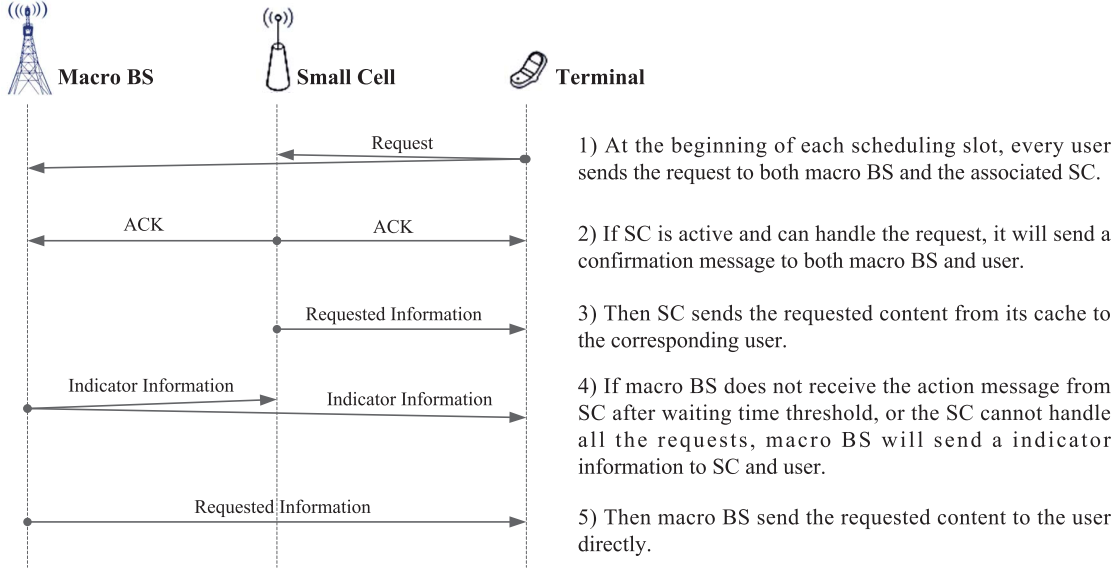 Macro BS
Small Cell
Terminal
Request
1) At the beginning of each scheduling slot, every user
sends the request to both macro BS and the associated SC.
ACK
ACK
2) If SC is active and can handle the request, it will send a
confirmation message to both macro BS and user.
Requested Information
3) Then SC sends the requested content from its cache to
the corresponding user.
Indicator Information
Indicator Information
4) If macro BS does not receive the action message from
SC after waiting time threshold, or the SC cannot handle
all the requests, macro BS will send a indicator
information to SC and user.
Requested Information
5) Then macro BS send the requested content to the user
directly.